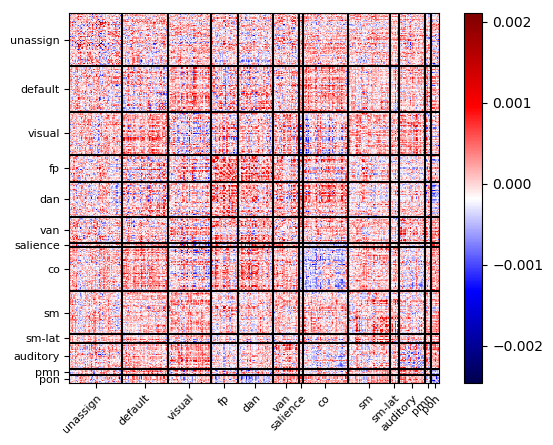 unassign
default
visual
fp
dan
van
salience
co
sm
sm-lat
auditory
pmn
pon
unassign
default
visual
fp
dan
van
salience
co
sm
sm-lat
auditory
pmn
pon
0.002
0.001
0.000
−0.001
−0.002